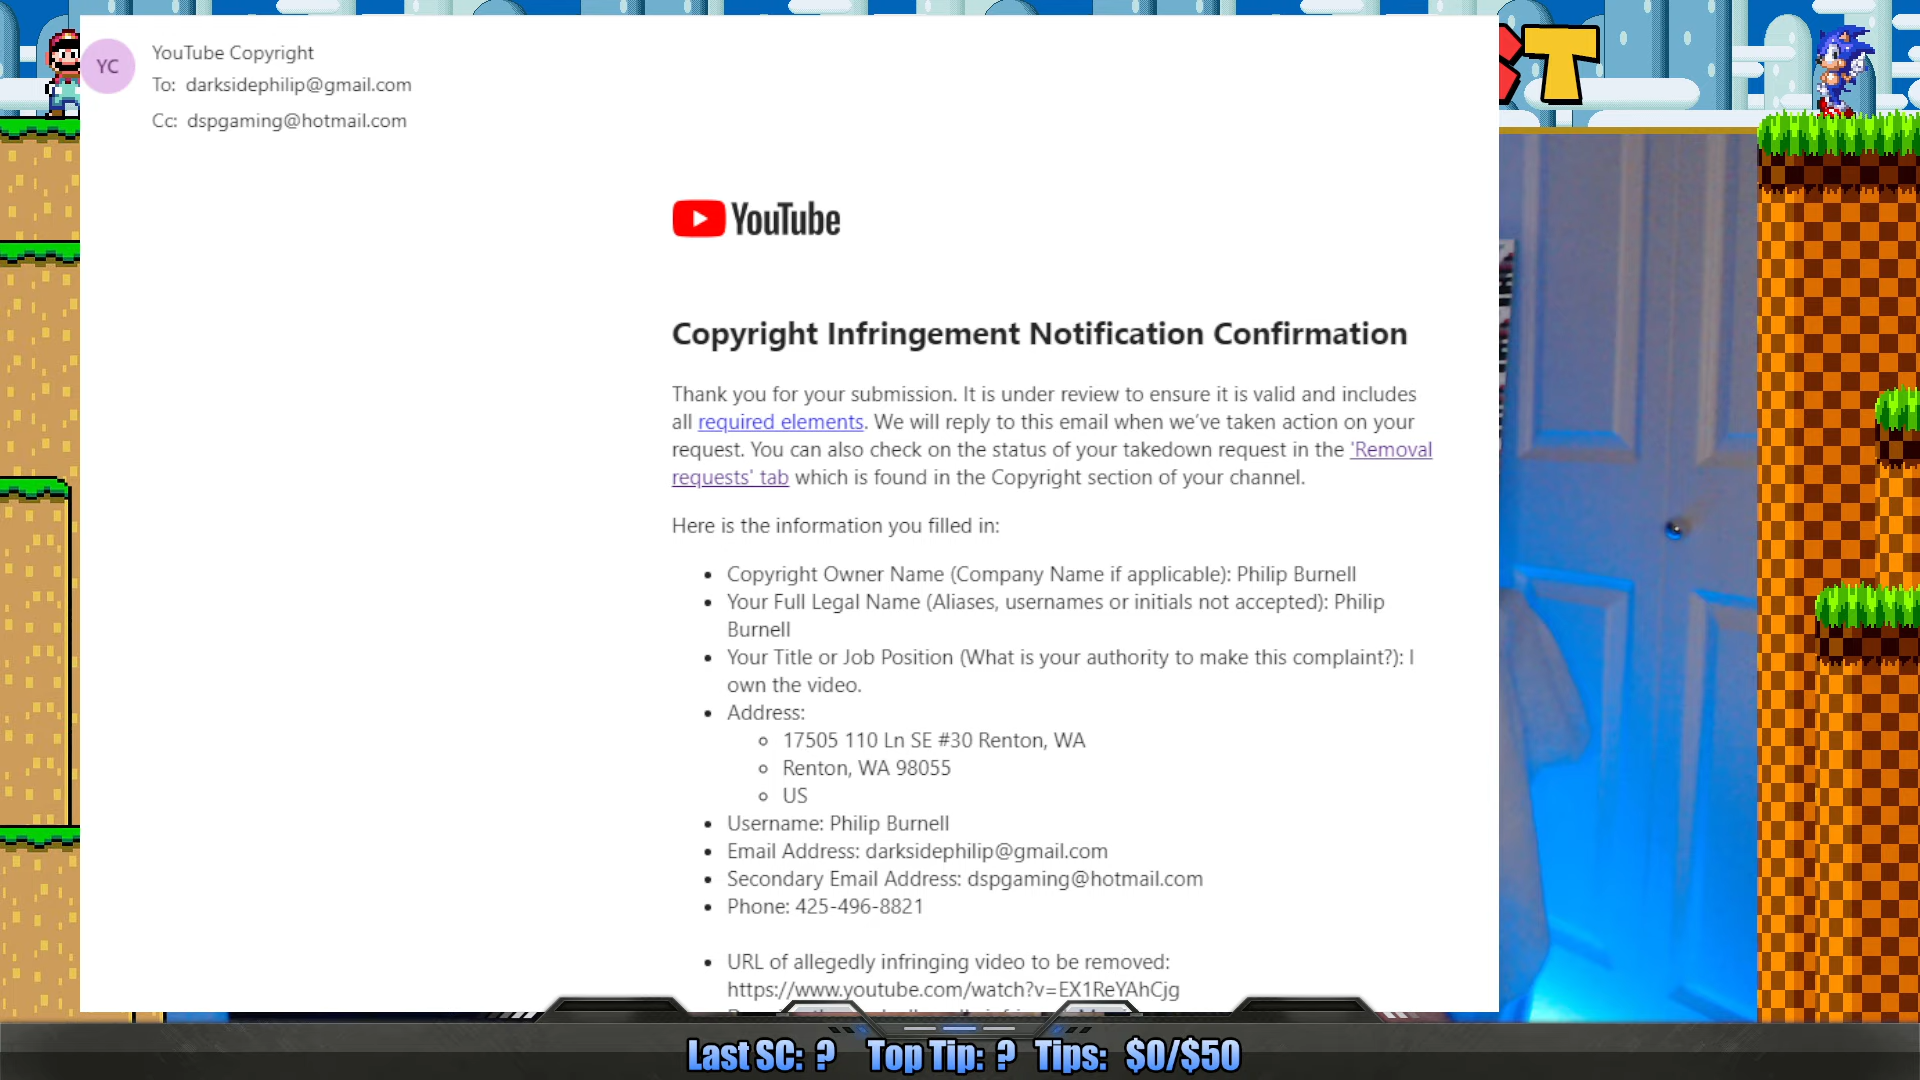 YC
YouTube Copyright
To: darksidephilip@gmail.com
Cc: dspgaming@hotmail.com
YouTube
Copyright Infringement Notification Confirmation
Thank you for your submission. It is under review to ensure it is valid and includes
all required elements. We will reply to this email when we've taken action on your
request. You can also check on the status of your takedown request in the 'Removal
requests' tab which is found in the Copyright section of your channel.
Here is the information you filled in:
• Copyright Owner Name (Company Name if applicable): Philip Burnell
• Your Full Legal Name (Aliases, usernames or initials not accepted): Philip
Burnell
• Your Title or Job Position (What is your authority to make this complaint?): I
own the video.
• Address:
◦ 17505 110 Ln SE #30 Renton, WA
◦ Renton, WA 98055
◦ US
• Username: Philip Burnell
• Email Address: darksidephilip@gmail.com
• Secondary Email Address: dspgaming@hotmail.com
• Phone: 425-496-8821
• URL of allegedly infringing video to be removed:
https://www.youtube.com/watch?v=EX1ReYAhCjg
Last SC: ? Top Tip: ? Tips: $0/$50